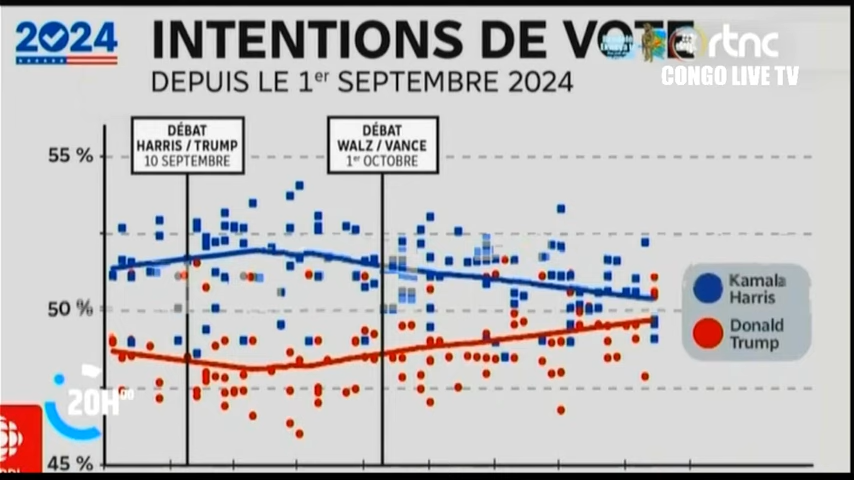 2024
INTENTIONS DE VOTE
rtnc
DEPUIS LE 1er SEPTEMBRE 2024
CONGO LIVE TV
DÉBAT
HARRIS / TRUMP
10 SEPTEMBRE
DÉBAT
WALZ / VANCE
1er OCTOBRE
55 %
50 %
45 %
Kamala
Harris
Donald
Trump
20H00